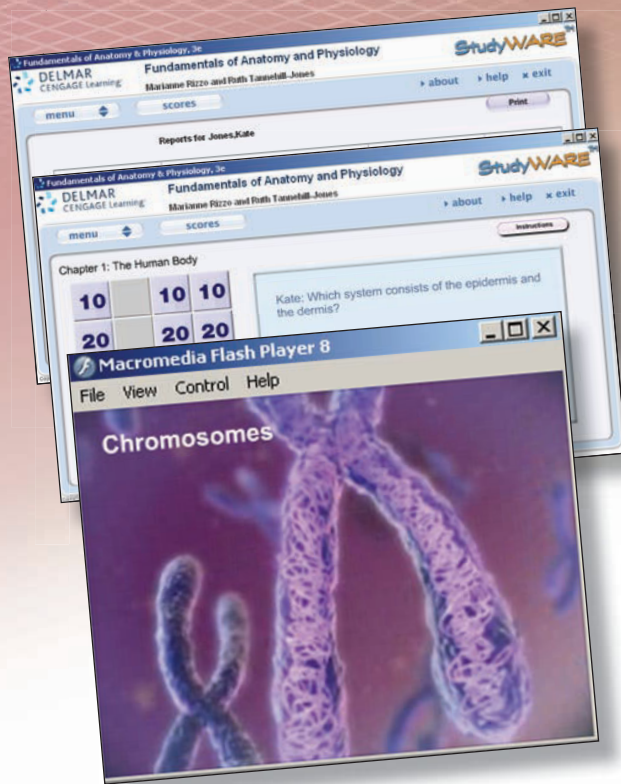 Fundamentals of Anatomy & Physiology, 3e
DELMAR
CENGAGE Learning
Fundamentals of Anatomy and Physiology
Marianne Rizzo and Ruth Tannehill-Jones
StudyWARE™
about
help
x exit
menu
scores
Print
Reports for Jones,Kate
Fundamentals of Anatomy & Physiology, 3e
DELMAR
CENGAGE Learning
Fundamentals of Anatomy and Physiology
Marianne Rizzo and Ruth Tannehill-Jones
StudyWARE™
about
help
x exit
menu
scores
Instructions
Chapter 1: The Human Body
10 10 10
20 20 20
Kate: Which system consists of the epidermis and
the dermis?
Macromedia Flash Player 8
File View Control Help
Chromosomes